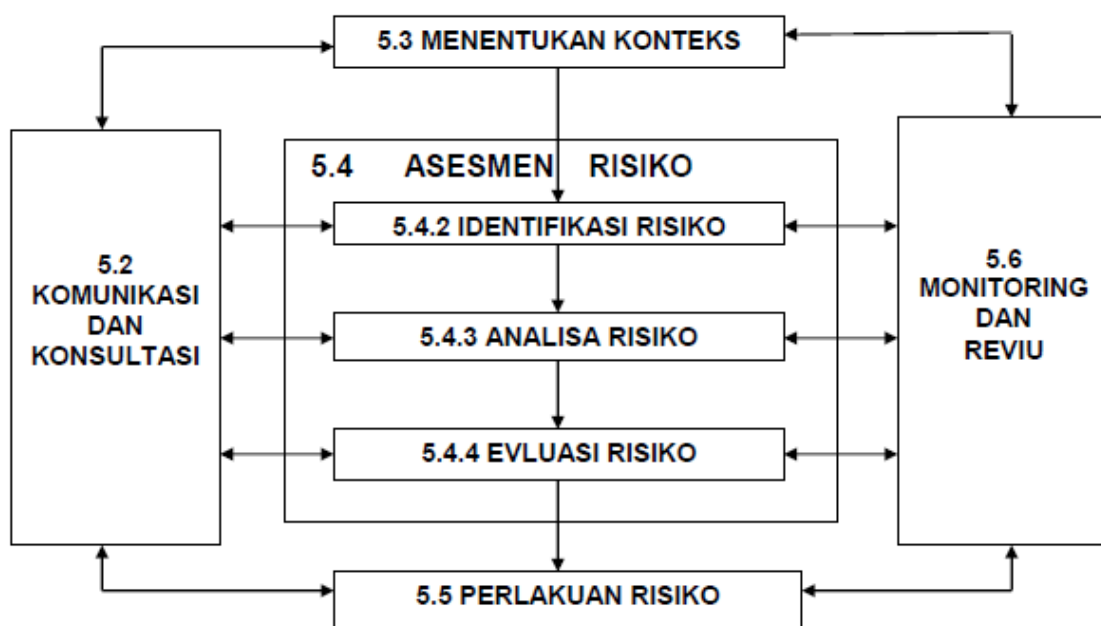 5.3 MENENTUKAN KONTEKS
5.4 ASESMEN RISIKO
5.4.2 IDENTIFIKASI RISIKO
5.2
KOMUNIKASI
DAN
KONSULTASI
5.6
MONITORING
DAN
REVIU
5.4.3 ANALISA RISIKO
5.4.4 EVLUASI RISIKO
5.5 PERLAKUAN RISIKO